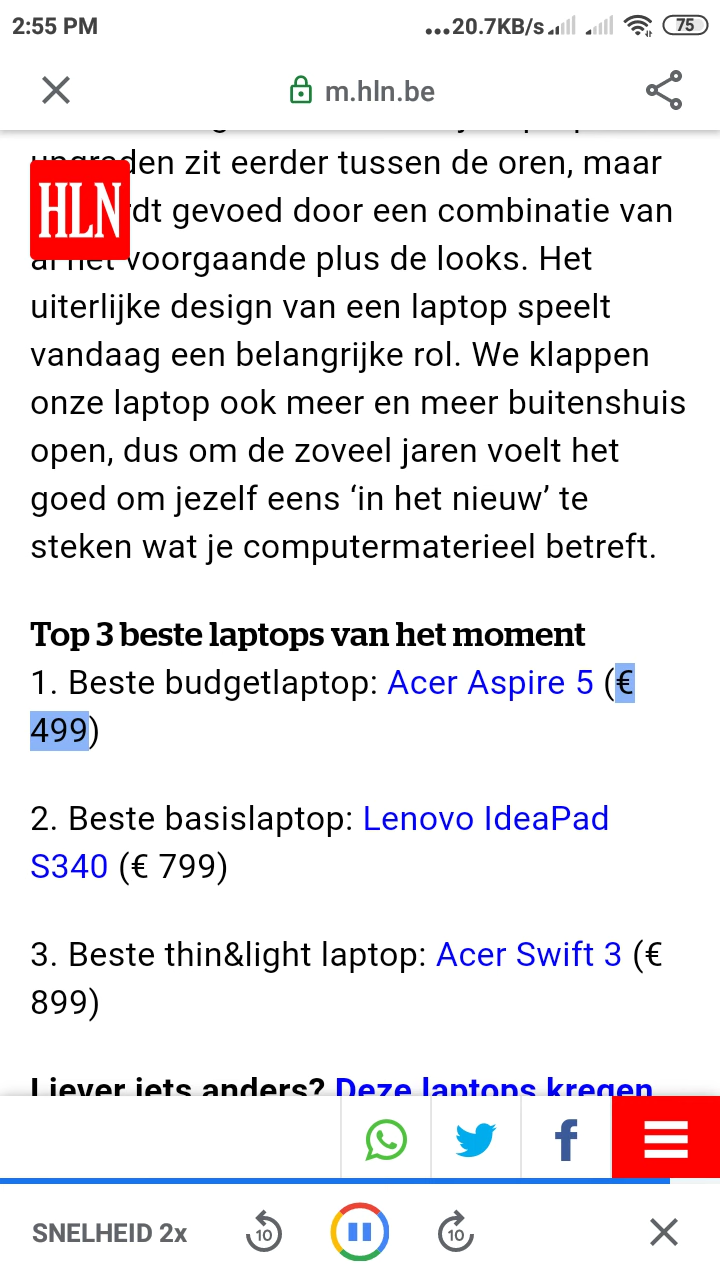 2:55 PM
...20.7KB/s
75
m.hln.be
zit eerder tussen de oren, maar
HLN
gevoed door een combinatie van
voorgaande plus de looks. Het
uiterlijke design van een laptop speelt
vandaag een belangrijke rol. We klappen
onze laptop ook meer en meer buitenshuis
open, dus om de zoveel jaren voelt het
goed om jezelf eens ‘in het nieuw’ te
steken wat je computermaterieel betreft.
Top 3 beste laptops van het moment
1. Beste budgetlaptop: Acer Aspire 5 (€
499)
2. Beste basislaptop: Lenovo IdeaPad
S340 (€ 799)
3. Beste thin&light laptop: Acer Swift 3 (€
899)
Liever iets anders? Deze laptops kregen
SNELHEID 2x
10
10